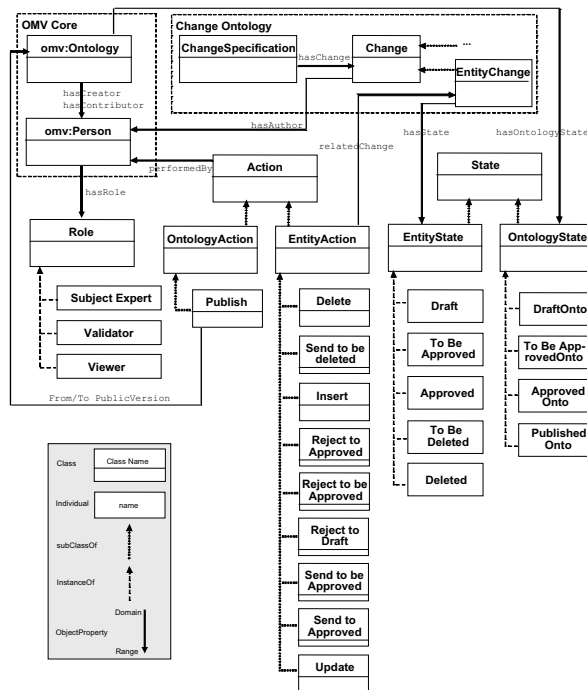 OMV Core
omv:Ontology
hasCreator
hasContributor
omv:Person
Change Ontology
ChangeSpecification
hasChange
Change
...
EntityChange
hasAuthor
hasState
hasOntologyState
relatedChange
performedBy
Action
State
hasRole
Role
OntologyAction
EntityAction
EntityState
OntologyState
Subject Expert
Validator
Viewer
Publish
From/To PublicVersion
Delete
Send to be
deleted
Insert
Reject to
Approved
Reject to be
Approved
Reject to
Draft
Send to be
Approved
Send to
Approved
Update
Draft
To Be
Approved
Approved
To Be
Deleted
Deleted
DraftOnto
To Be App-
rovedOnto
Approved
Onto
Published
Onto
Class
Class Name
Individual
name
subClassOf
InstanceOf
Domain
ObjectProperty
Range